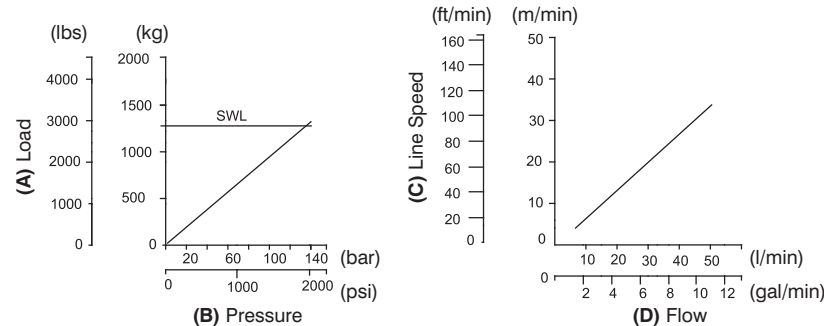 (lbs) (kg)
4000
3000
2000
1000
0
2000
1500
1000
500
0
SWL
(A) Load
20 60 100 140 (bar)
0 1000 2000 (psi)
(B) Pressure
(ft/min) (m/min)
160
140
120
100
80
60
40
20
0
50
40
30
20
10
0
(C) Line Speed
10 20 30 40 50 (l/min)
0 2 4 6 8 10 12 (gal/min)
(D) Flow